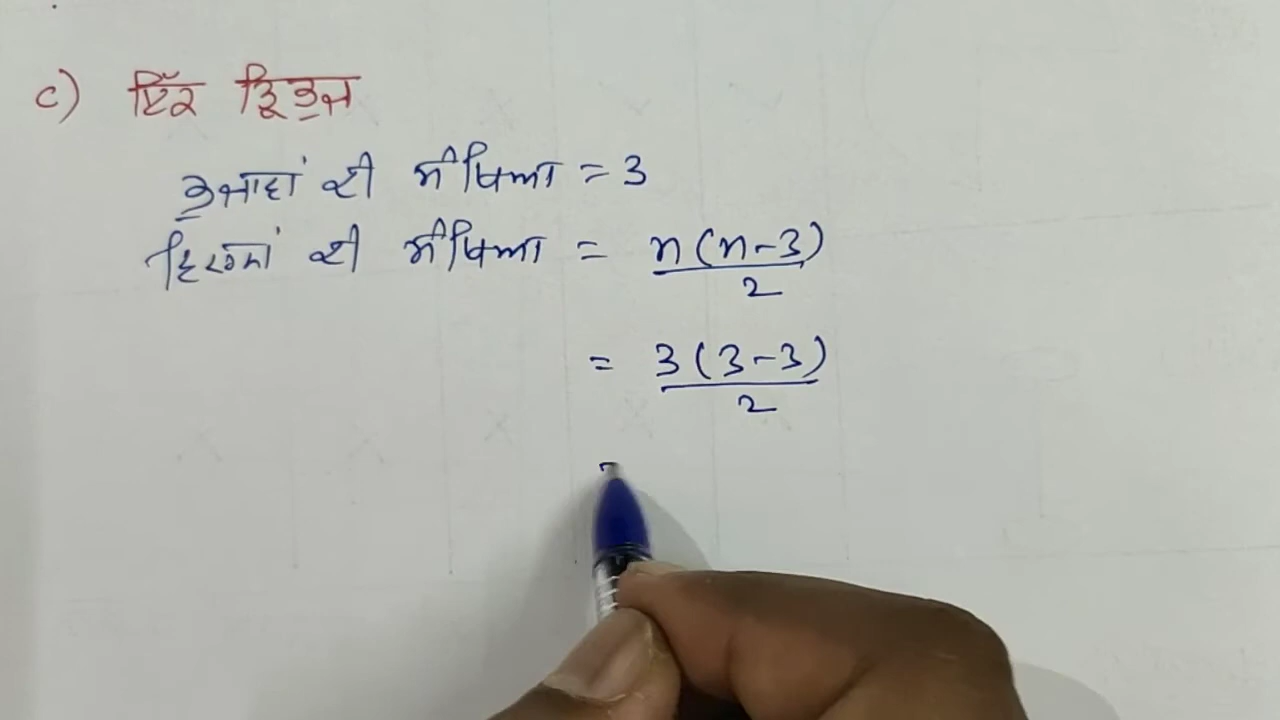 c) ਇੱਕ ਤ੍ਰਿਭੁਜ
ਭੁਜਾਵਾਂ ਦੀ ਸੰਖਿਆ = 3
ਵਿਕਰਨਾਂ ਦੀ ਸੰਖਿਆ = n(n-3)/2
= 3(3-3)/2